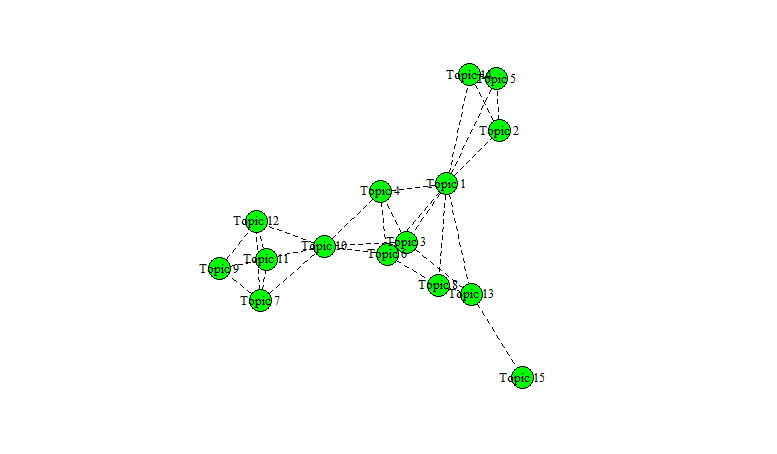 Topic 14
Topic 5
Topic 2
Topic 1
Topic 4
Topic 12
Topic 3
Topic 10
Topic 6
Topic 11
Topic 9
Topic 8
Topic 13
Topic 7
Topic 15